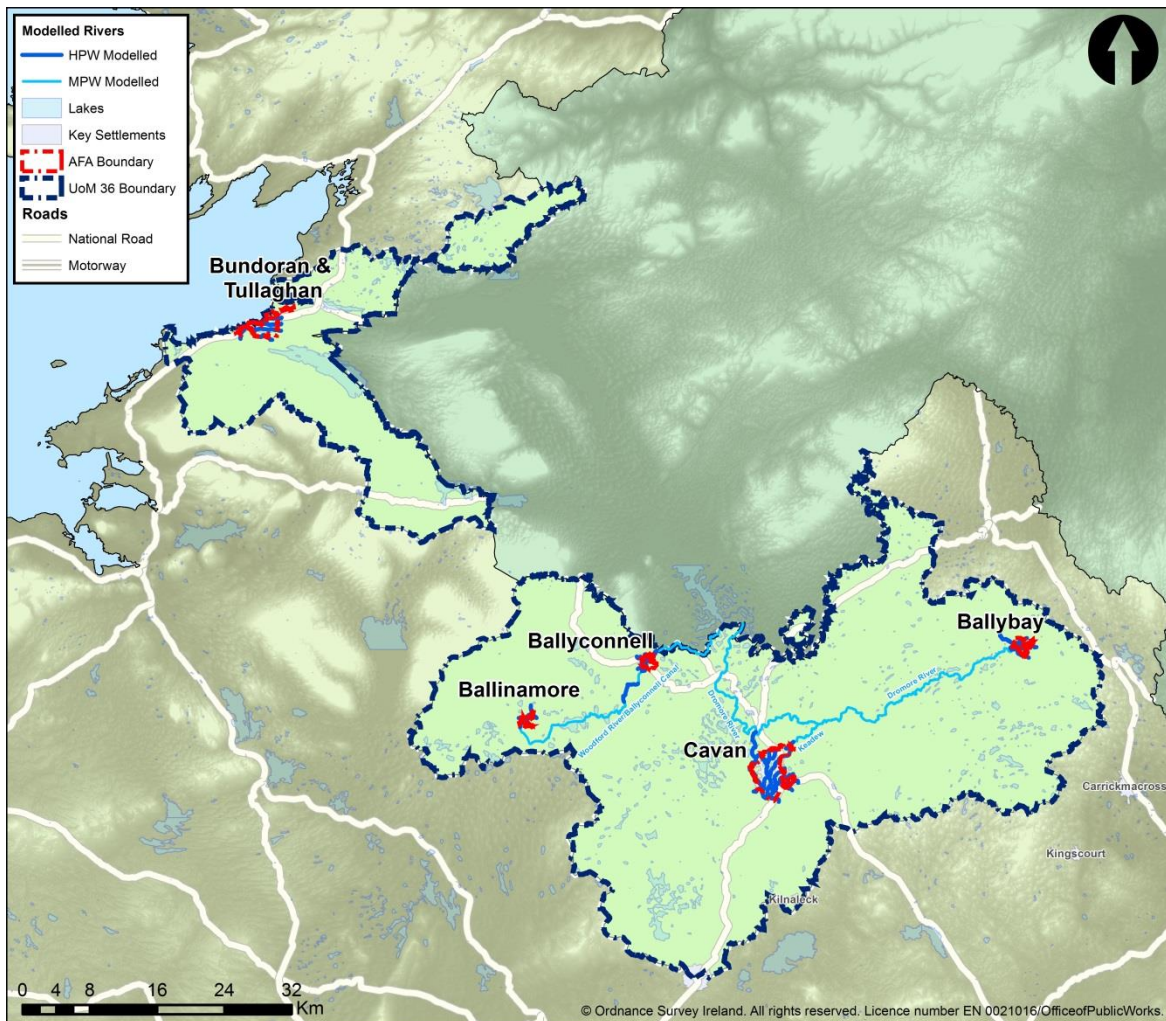 Modelled Rivers
HPW Modelled
MPW Modelled
Lakes
Key Settlements
AFA Boundary
UoM 36 Boundary
Roads
National Road
Motorway
Bundoran &
Tullaghan
Ballyconnell
Ballybay
Ballinamore
Woodford River/Ballyconnell Canal
Dromore River
Dromore River
Cavan
Keadew
Carrickmacross
Kingscourt
Kilnaleck
0 2 4 8 16 24 32
Km
© Ordnance Survey Ireland. All rights reserved. Licence number EN 0021016/OfficeofPublicWorks.